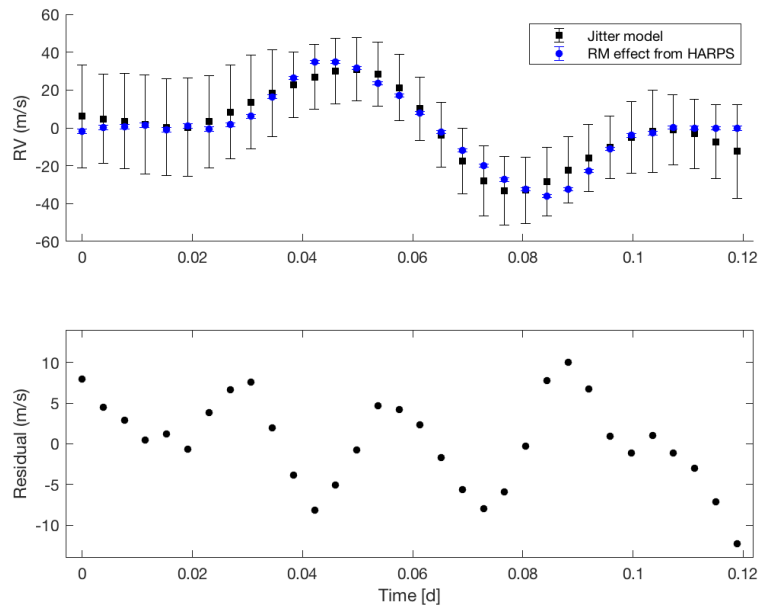 60
40
20
0
-20
-40
-60
RV (m/s)
Jitter model
RM effect from HARPS
0 0.02 0.04 0.06 0.08 0.1 0.12
10
5
0
-5
-10
Residual (m/s)
0 0.02 0.04 0.06 0.08 0.1 0.12
Time [d]